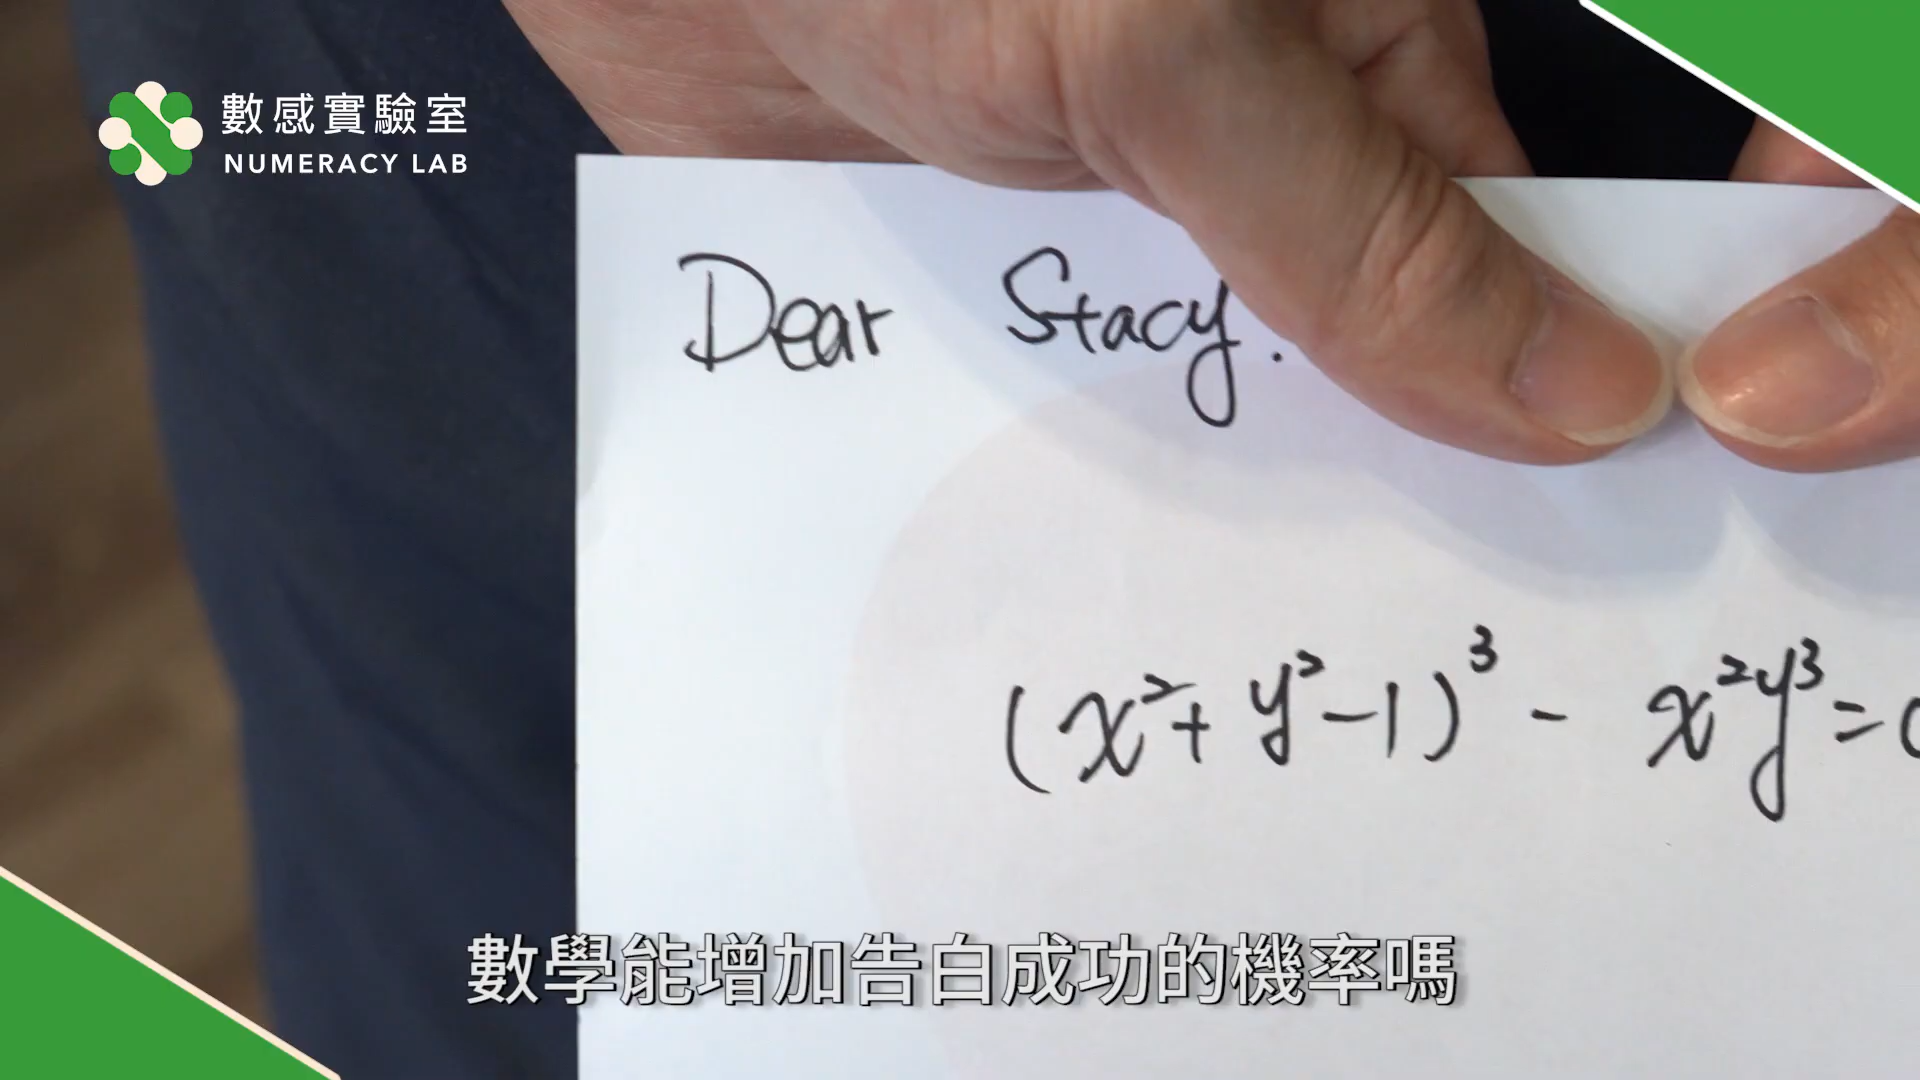 數感實驗室
NUMERACY LAB
Dear Stacy.
(x²+y²-1)³ - x²y³=0
數學能增加告白成功的機率嗎